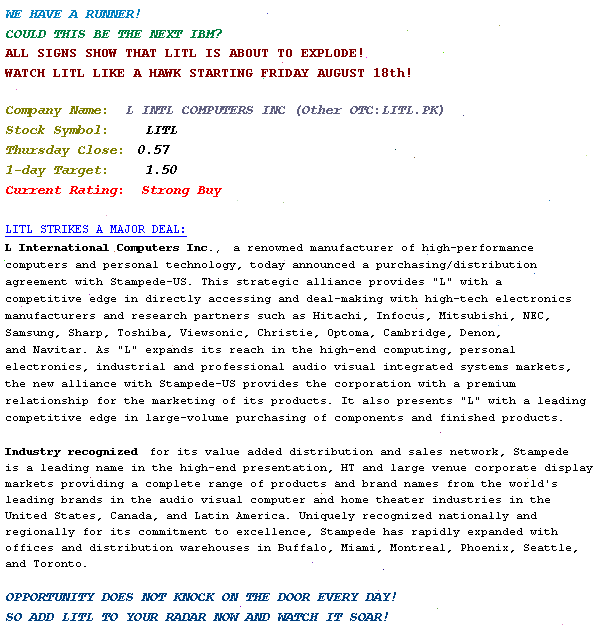 WE HAVE A RUNNER!
COULD THIS BE THE NEXT IBM?
ALL SIGNS SHOW THAT LITL IS ABOUT TO EXPLODE!
WATCH LITL LIKE A HAWK STARTING FRIDAY AUGUST 18th!
Company Name: L INTL COMPUTERS INC (Other OTC:LITL.PK)
Stock Symbol: LITL
Thursday Close: 0.57
1-day Target: 1.50
Current Rating: Strong Buy
LITL STRIKES A MAJOR DEAL:
L International Computers Inc., a renowned manufacturer of high-performance
computers and personal technology, today announced a purchasing/distribution
agreement with Stampede-US. This strategic alliance provides "L" with a
competitive edge in directly accessing and deal-making with high-tech electronics
manufacturers and research partners such as Hitachi, Infocus, Mitsubishi, NEC,
Samsung, Sharp, Toshiba, Viewsonic, Christie, Optoma, Cambridge, Denon,
and Navitar. As "L" expands its reach in the high-end computing, personal
electronics, industrial and professional audio visual integrated systems markets,
the new alliance with Stampede-US provides the corporation with a premium
relationship for the marketing of its products. It also presents "L" with a leading
competitive edge in large-volume purchasing of components and finished products.
Industry recognized for its value added distribution and sales network, Stampede
is a leading name in the high-end presentation, HT and large venue corporate display
markets providing a complete range of products and brand names from the world's
leading brands in the audio visual computer and home theater industries in the
United States, Canada, and Latin America. Uniquely recognized nationally and
regionally for its commitment to excellence, Stampede has rapidly expanded with
offices and distribution warehouses in Buffalo, Miami, Montreal, Phoenix, Seattle,
and Toronto.
OPPORTUNITY DOES NOT KNOCK ON THE DOOR EVERY DAY!
SO ADD LITL TO YOUR RADAR NOW AND WATCH IT SOAR!